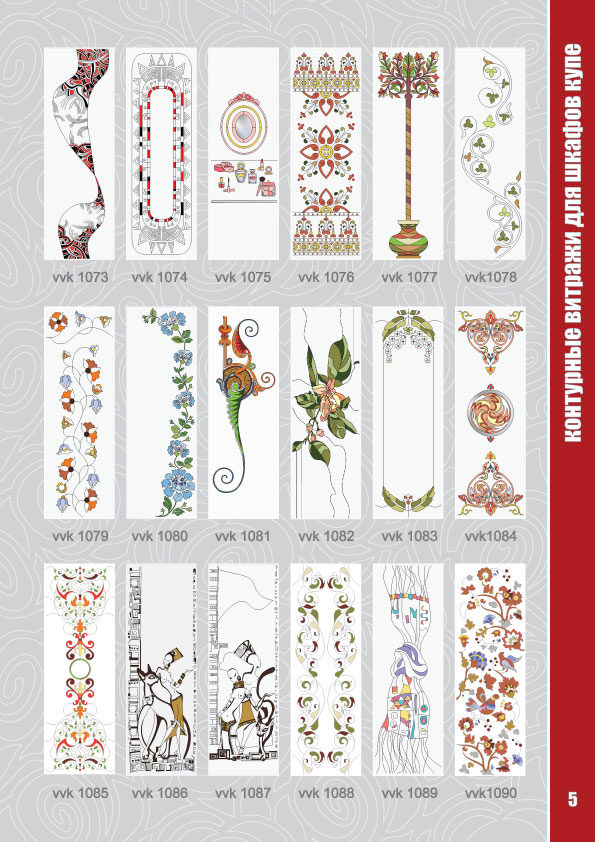 контурные витражи для шкафов купе
vvk 1073
vvk 1074
vvk 1075
vvk 1076
vvk 1077
vvk1078
vvk 1079
vvk 1080
vvk 1081
vvk 1082
vvk 1083
vvk1084
vvk 1085
vvk 1086
vvk 1087
vvk 1088
vvk 1089
vvk1090
5